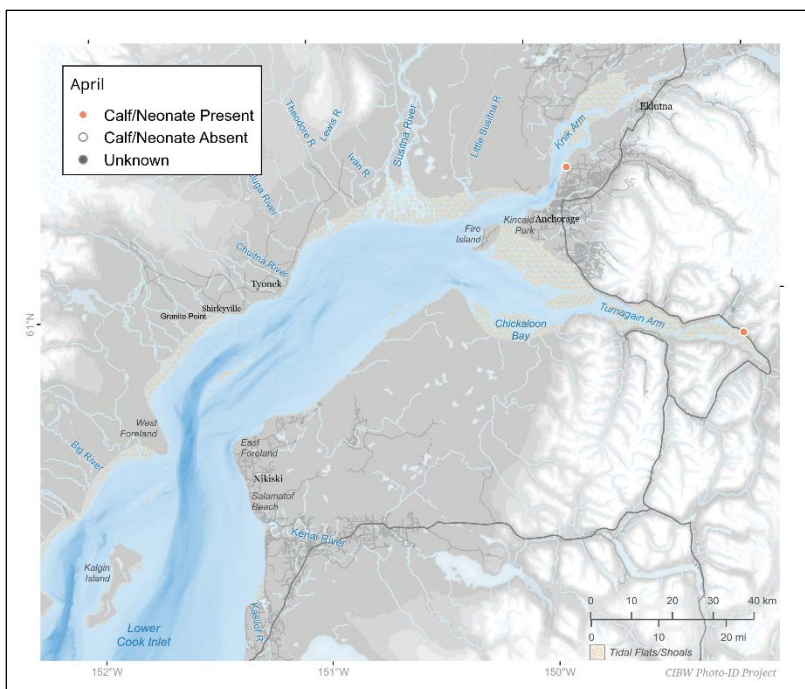 April
Calf/Neonate Present
Calf/Neonate Absent
Unknown
Theodore R
Lewis R
Ivan R
Susitna River
Little Susitna R
Knik Arm
Eklutna
Kincaid
Park
Anchorage
Fire
Island
Chuitna River
Tyonek
Shirleyville
Granite Point
61°N
Chickaloon
Bay
Turnagain Arm
West
Foreland
Big River
East
Foreland
Nikiski
Salamatof
Beach
Kenai River
Kalgin
Island
Kasilof R
Lower
Cook Inlet
0 10 20 30 40 km
0 10 20 mi
Tidal Flats/Shoals
152°W
151°W
150°W
CIBW Photo-ID Project